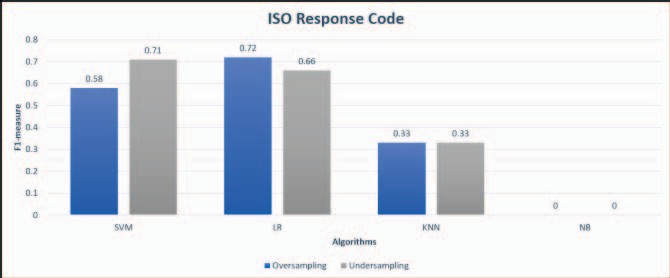 ISO Response Code
F1-measure
0.8
0.7
0.6
0.5
0.4
0.3
0.2
0.1
0
0.58
0.71
0.72
0.66
0.33
0.33
0
0
SVM
LR
KNN
NB
Algorithms
Oversampling
Undersampling